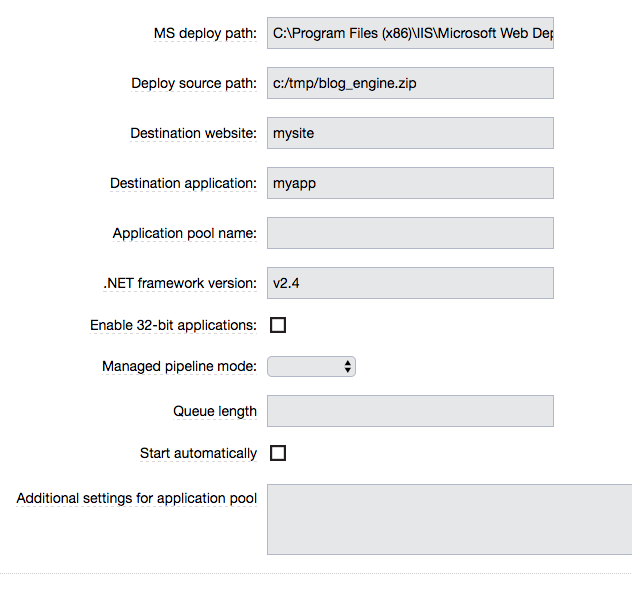 MS deploy path: C:\Program Files (x86)\IIS\Microsoft Web Dep
Deploy source path: c:/tmp/blog_engine.zip
Destination website: mysite
Destination application: myapp
Application pool name:
.NET framework version: v2.4
Enable 32-bit applications:
Managed pipeline mode:
Queue length
Start automatically
Additional settings for application pool